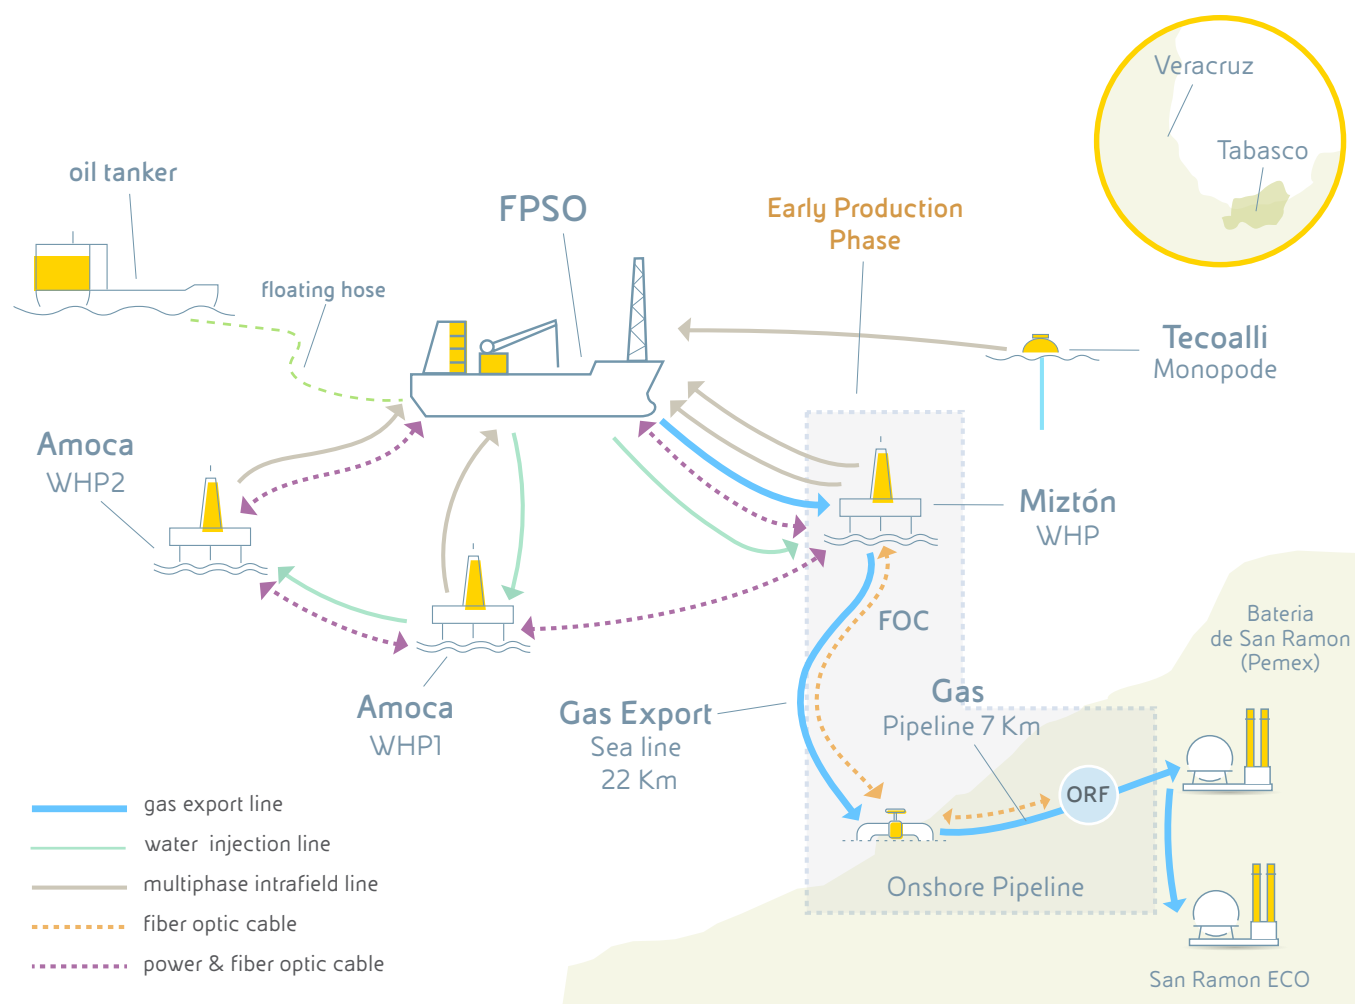 Veracruz
Tabasco
oil tanker
FPSO
Early Production
Phase
floating hose
Tecoalli
Monopode
Amoca
WHP2
Miztón
WHP
FOC
Bateria
de San Ramon
(Pemex)
Amoca
WHP1
Gas Export
Sea line
22 Km
Gas
Pipeline 7 Km
ORF
gas export line
water injection line
multiphase intrafield line
fiber optic cable
power & fiber optic cable
Onshore Pipeline
San Ramon ECO